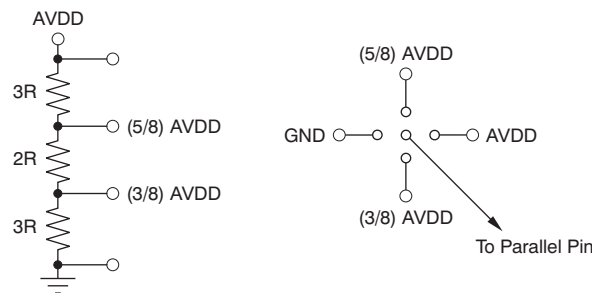 AVDD
3R
(5/8) AVDD
2R
(3/8) AVDD
3R
(5/8) AVDD
GND
AVDD
(3/8) AVDD
To Parallel Pin